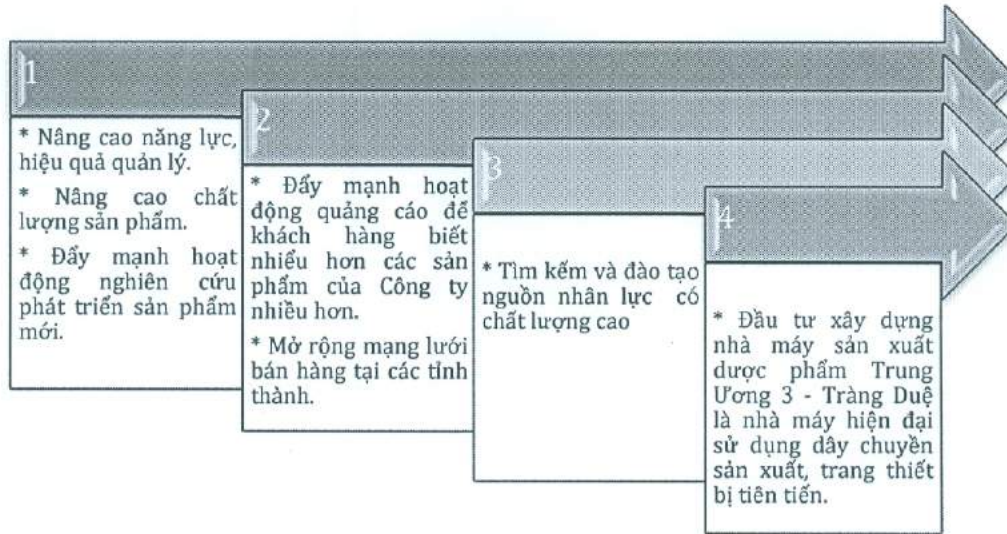 1
* Nâng cao năng lực,
hiệu quả quản lý.
* Nâng cao chất
lượng sản phẩm.
* Đẩy mạnh hoạt
động nghiên cứu
phát triển sản phẩm
mới.
2
* Đẩy mạnh hoạt
động quảng cáo để
khách hàng biết
nhiều hơn các sản
phẩm của Công ty
nhiều hơn.
* Mở rộng mạng lưới
bán hàng tại các tỉnh
thành.
3
* Tìm kếm và đào tạo
nguồn nhân lực có
chất lượng cao
4
* Đầu tư xây dựng
nhà máy sản xuất
dược phẩm Trung
Ương 3 - Tràng Duệ
là nhà máy hiện đại
sử dụng dây chuyền
sản xuất, trang thiết
bị tiên tiến.